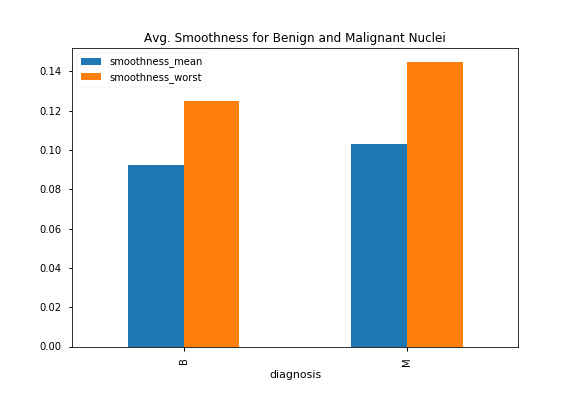 Avg. Smoothness for Benign and Malignant Nuclei
smoothness_mean
smoothness_worst
0.14
0.12
0.10
0.08
0.06
0.04
0.02
0.00
B
M
diagnosis